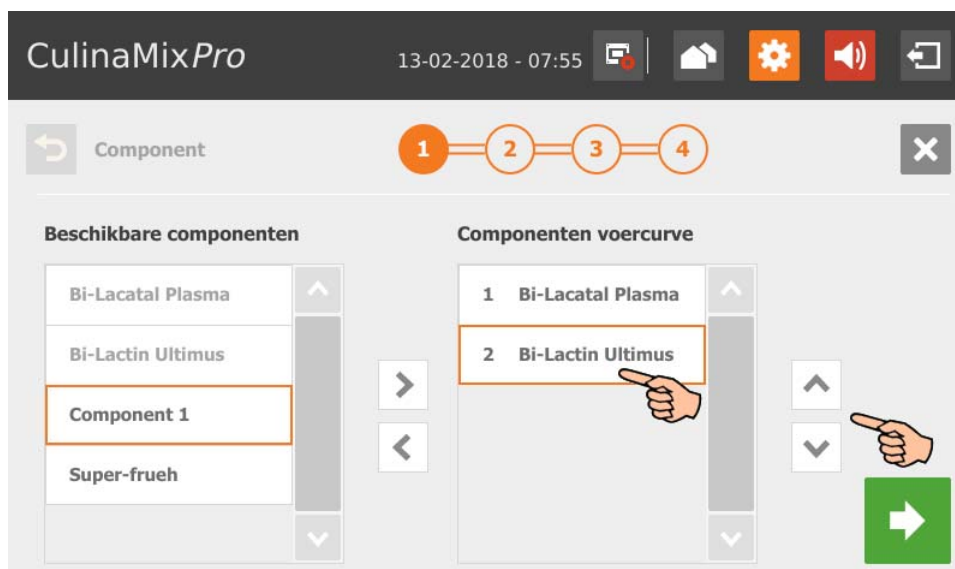 CulinaMixPro 13-02-2018 - 07:55
Component 1 2 3 4
Beschikbare componenten
Bi-Lacatal Plasma
Bi-Lactin Ultimus
Component 1
Super-frueh
Componenten voercurve
1 Bi-Lacatal Plasma
2 Bi-Lactin Ultimus